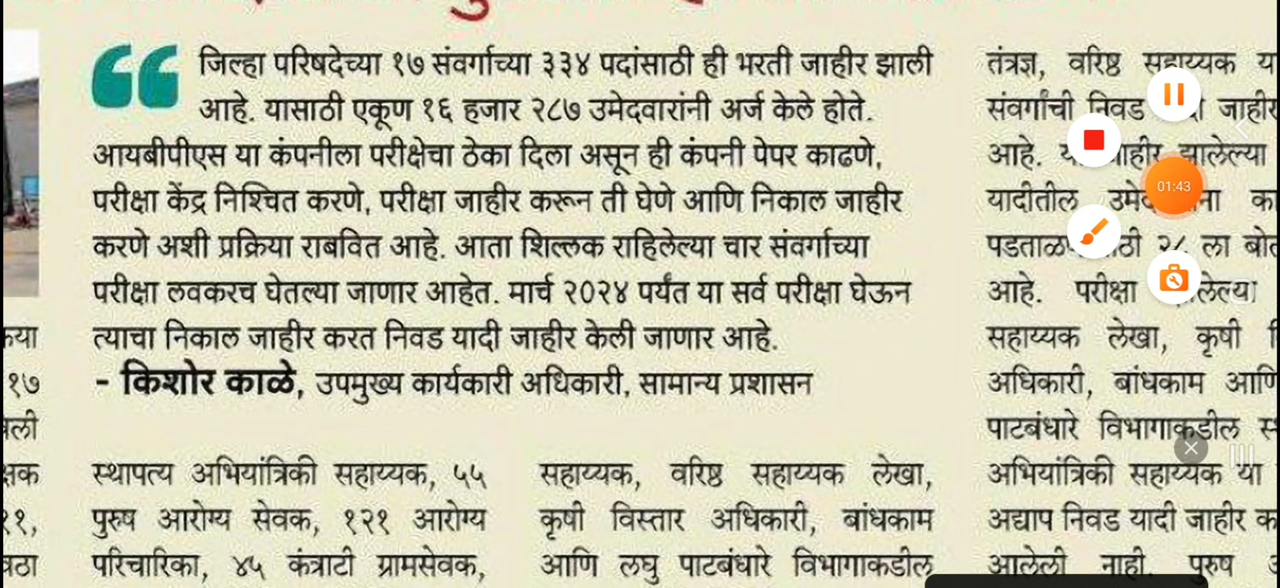 जिल्हा परिषदेच्या १७ संवर्गाच्या ३३४ पदांसाठी ही भरती जाहीर झाली
आहे. यासाठी एकूण १६ हजार २८७ उमेदवारांनी अर्ज केले होते.
आयबीपीएस या कंपनीला परीक्षेचा ठेका दिला असून ही कंपनी पेपर काढणे,
परीक्षा केंद्र निश्चित करणे, परीक्षा जाहीर करून ती घेणे आणि निकाल जाहीर
करणे अशी प्रक्रिया राबवित आहे. आता शिल्लक राहिलेल्या चार संवर्गाच्या
परीक्षा लवकरच घेतल्या जाणार आहेत. मार्च २०२४ पर्यंत या सर्व परीक्षा घेऊन
त्याचा निकाल जाहीर करत निवड यादी जाहीर केली जाणार आहे.
- किशोर काळे, उपमुख्य कार्यकारी अधिकारी, सामान्य प्रशासन
१७
स्थापत्य अभियांत्रिकी सहाय्यक, ५५
पुरुष आरोग्य सेवक, १२१ आरोग्य
परिचारिका, ४५ कंत्राटी ग्रामसेवक,
सहाय्यक, वरिष्ठ सहाय्यक लेखा,
कृषी विस्तार अधिकारी, बांधकाम
आणि लघु पाटबंधारे विभागाकडील
तंत्रज्ञ, वरिष्ठ सहाय्यक
संवर्गांची निवड
आहे.
यादीतील
२८ ला
आहे. परीक्षा
सहाय्यक लेखा, कृषी
अधिकारी, बांधकाम
पाटबंधारे विभागाकडील
अभियांत्रिकी सहाय्यक या
अद्याप निवड यादी जाहीर
आलेली नाही. पुरुष
01:43